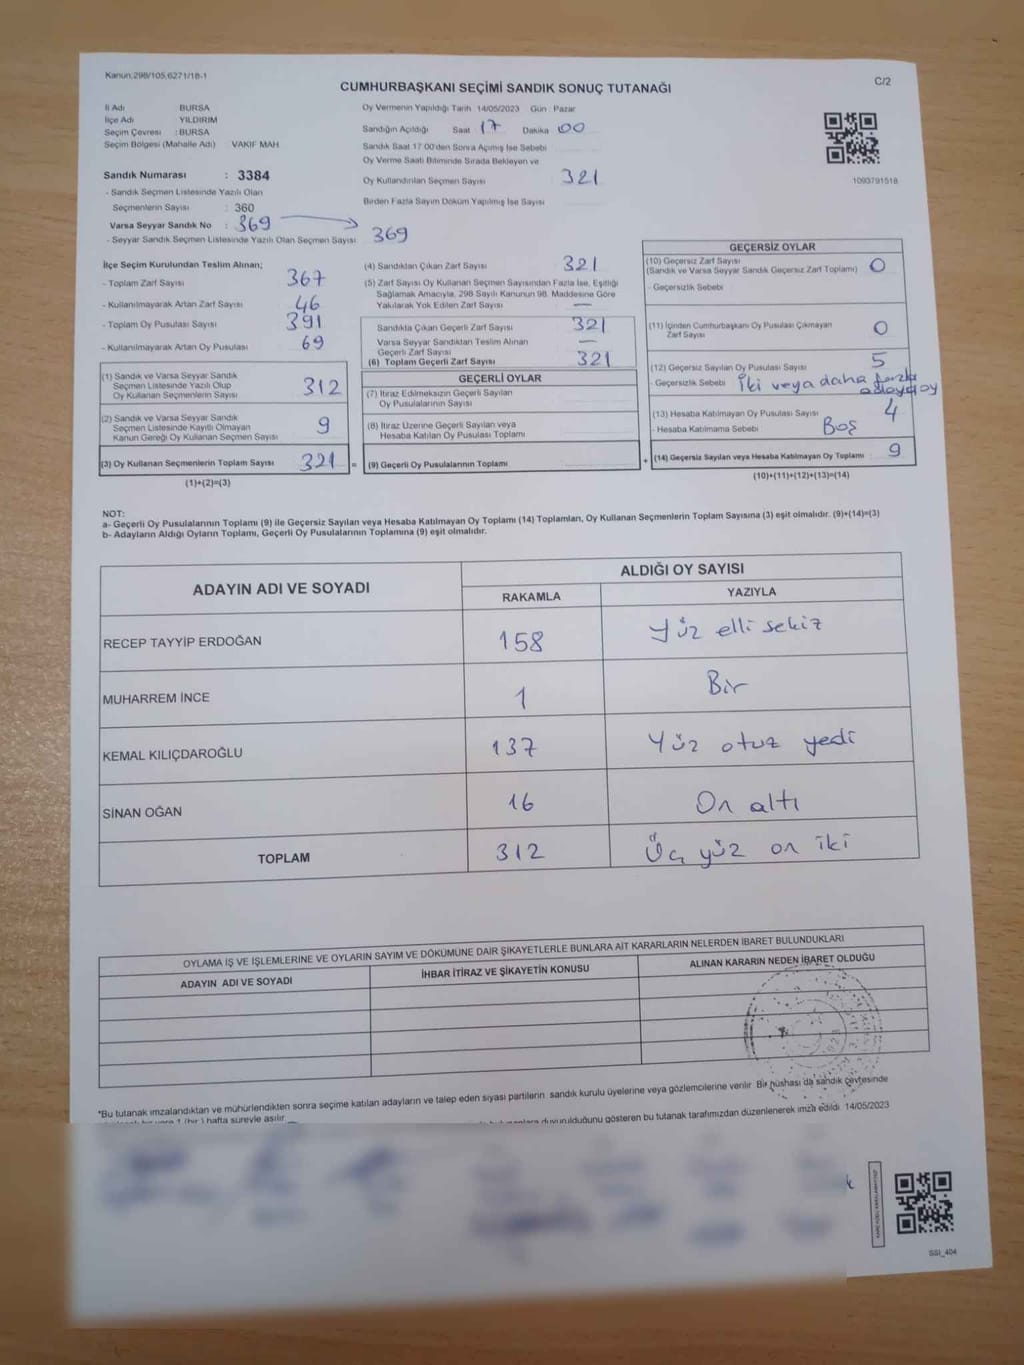 Kanun:298/105,6271/18-1
C/2
CUMHURBAŞKANI SEÇİMİ SANDIK SONUÇ TUTANAĞI
İl Adı BURSA
İlçe Adı YILDIRIM
Seçim Çevresi : BURSA
Seçim Bölgesi (Mahalle Adı) VAKIF MAH.
Sandık Numarası : 3384
- Sandık Seçmen Listesinde Yazılı Olan
Seçmenlerin Sayısı : 360
Varsa Seyyar Sandık No : 369
- Seyyar Sandık Seçmen Listesinde Yazılı Olan Seçmen Sayısı 369
Oy Vermenin Yapıldığı Tarih 14/05/2023 Gün : Pazar
Sandığın Açıldığı Saat 17 Dakika 00
Sandık Saat 17.00'den Sonra Açımış İse Sebebi
Oy Verme Saati Bitiminde Sırada Bekleyen ve
Oy Kullandırılan Seçmen Sayısı 321
Birden Fazla Sayım Döküm Yapılmış İse Sayısı
1093791518
İlçe Seçim Kurulundan Teslim Alınan;
- Toplam Zarf Sayısı 367
- Kullanılmayarak Artan Zarf Sayısı 46
- Toplam Oy Pusulası Sayısı 391
- Kullanılmayarak Artan Oy Pusulası 69
(1) Sandık ve Varsa Seyyar Sandık
Seçmen Listesinde Yazılı Olup
Oy Kullanan Seçmenlerin Sayısı 312
(2) Sandık ve Varsa Seyyar Sandık
Seçmen Listesinde Kayıtlı Olmayan
Kanun Gereği Oy Kullanan Seçmen Sayısı 9
(3) Oy Kullanan Seçmenlerin Toplam Sayısı 321 =
(1)+(2)=(3)
(4) Sandıktan Çıkan Zarf Sayısı 321
(5) Zarf Sayısı Oy Kullanan Seçmen Sayısından Fazla İse, Eşitliği
Sağlamak Amacıyla, 298 Sayılı Kanunun 98. Maddesine Göre
Yakılarak Yok Edilen Zarf Sayısı —
Sandıkta Çıkan Geçerli Zarf Sayısı 321
Varsa Seyyar Sandıktan Teslim Alınan
Geçerli Zarf Sayısı —
(6) Toplam Geçerli Zarf Sayısı 321
GEÇERLİ OYLAR
(7) İtiraz Edilmeksizin Geçerli Sayılan
Oy Pusulalarının Sayısı
(8) İtiraz Üzerine Geçerli Sayılan veya
Hesaba Katılan Oy Pusulası Toplamı
(9) Geçerli Oy Pusulalarının Toplamı +
GEÇERSİZ OYLAR
(10) Geçersiz Zarf Sayısı
(Sandık ve Varsa Seyyar Sandık Geçersiz Zarf Toplamı) 0
- Geçersizlik Sebebi
(11) İçinden Cumhurbaşkanı Oy Pusulası Çıkmayan
Zarf Sayısı 0
(12) Geçersiz Sayılan Oy Pusulası Sayısı 5
- Geçersizlik Sebebi İki veya daha fazla
adaya oy
(13) Hesaba Katılmayan Oy Pusulası Sayısı 4
- Hesaba Katılmama Sebebi Boş
(14) Geçersiz Sayılan veya Hesaba Katılmayan Oy Toplamı 9
(10)+(11)+(12)+(13)=(14)
NOT:
a- Geçerli Oy Pusulalarının Toplamı (9) ile Geçersiz Sayılan veya Hesaba Katılmayan Oy Toplamı (14) Toplamları, Oy Kullanan Seçmenlerin Toplam Sayısına (3) eşit olmalıdır. (9)+(14)=(3)
b- Adayların Aldığı Oyların Toplamı, Geçerli Oy Pusulalarının Toplamına (9) eşit olmalıdır.
ADAYIN ADI VE SOYADI
ALDIĞI OY SAYISI
RAKAMLA YAZIYLA
RECEP TAYYİP ERDOĞAN 158 Yüz elli sekiz
MUHARREM İNCE 1 Bir
KEMAL KILIÇDAROĞLU 137 Yüz otuz yedi
SİNAN OĞAN 16 On altı
TOPLAM 312 Üç yüz on iki
OYLAMA İŞ VE İŞLEMLERİNE VE OYLARIN SAYIM VE DÖKÜMÜNE DAİR ŞİKAYETLERLE BUNLARA AİT KARARLARIN NELERDEN İBARET BULUNDUKLARI
ADAYIN ADI VE SOYADI İHBAR İTİRAZ VE ŞİKAYETİN KONUSU ALINAN KARARIN NEDEN İBARET OLDUĞU
*Bu tutanak imzalandıktan ve mühürlendikten sonra seçime katılan adayların ve talep eden siyasi partilerin sandık kurulu üyelerine veya gözlemcilerine verilir. Bir nüshası da sandık çevresinde
1 (bir) hafta süreyle asılır. duyurulduğunu gösteren bu tutanak tarafımızdan düzenlenerek imza edildi. 14/05/2023
SSI_404